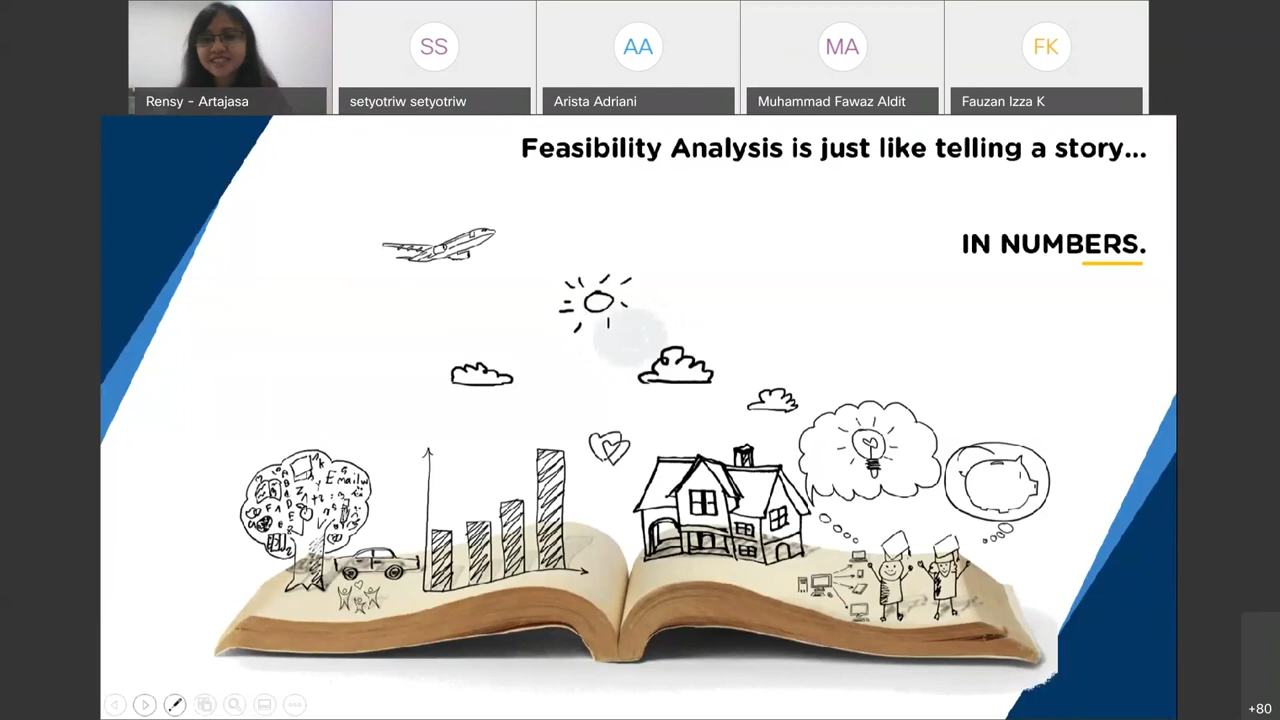 SS
AA
MA
FK
Rensy - Artajasa
setyotriw setyotriw
Arista Adriani
Muhammad Fawaz Aldit
Fauzan Izza K
Feasibility Analysis is just like telling a story...
IN NUMBERS.
Emailw
+80